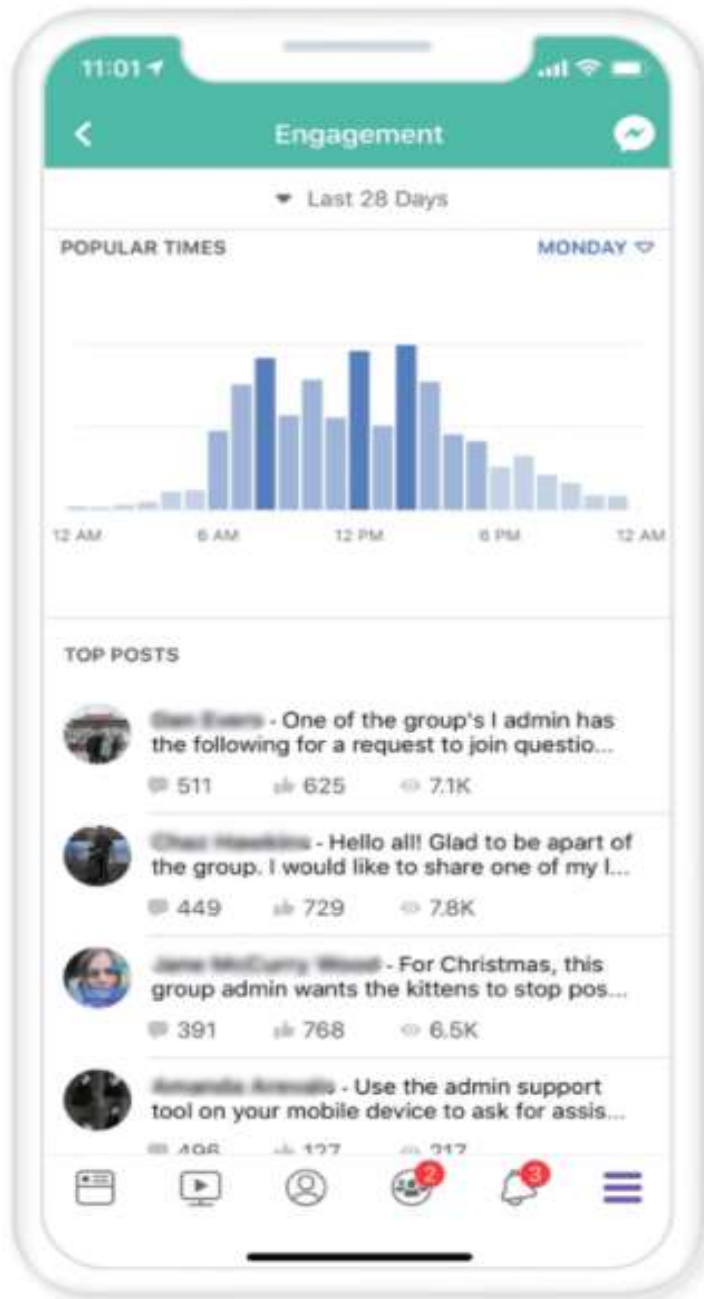 11:01
Engagement
Last 28 Days
POPULAR TIMES MONDAY
12 AM 6 AM 12 PM 6 PM 12 AM
TOP POSTS
- One of the group's I admin has
the following for a request to join questio...
511 625 7.1K
- Hello all! Glad to be apart of
the group. I would like to share one of my l...
449 729 7.8K
- For Christmas, this
group admin wants the kittens to stop pos...
391 768 6.5K
- Use the admin support
tool on your mobile device to ask for assis...
496 127 217
2 3